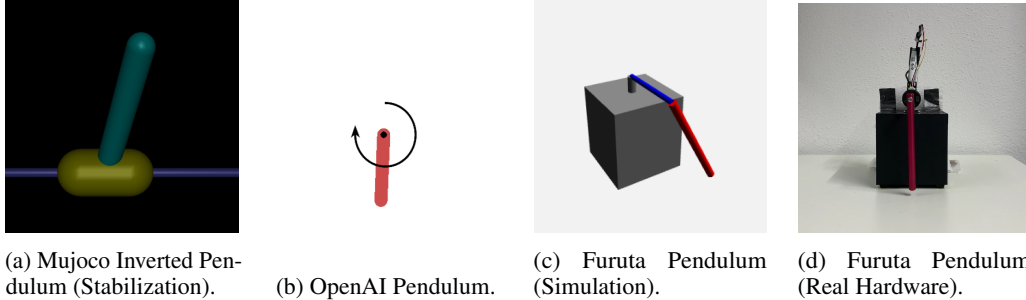 (a) Mujoco Inverted Pen-
dulum (Stabilization).
(b) OpenAI Pendulum.
(c) Furuta Pendulum
(Simulation).
(d) Furuta Pendulum
(Real Hardware).